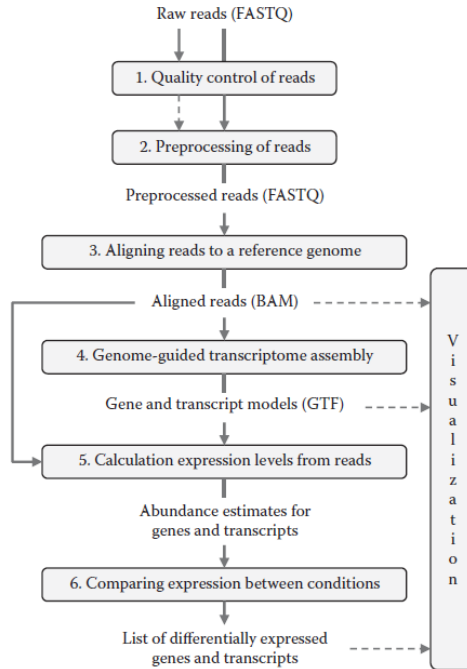 Raw reads (FASTQ)
1. Quality control of reads
2. Preprocessing of reads
Preprocessed reads (FASTQ)
3. Aligning reads to a reference genome
Aligned reads (BAM)
4. Genome-guided transcriptome assembly
Gene and transcript models (GTF)
5. Calculation expression levels from reads
Abundance estimates for
genes and transcripts
6. Comparing expression between conditions
List of differentially expressed
genes and transcripts
Visualization